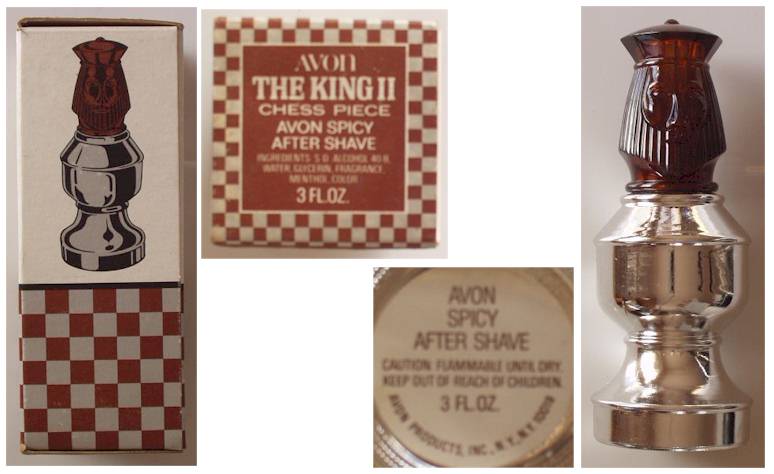 AVON
THE KING II
CHESS PIECE
AVON SPICY
AFTER SHAVE
INGREDIENTS: S.D. ALCOHOL 40 B,
WATER, GLYCERIN, FRAGRANCE,
MENTHOL, COLOR
3 FL. OZ.
AVON
SPICY
AFTER SHAVE
CAUTION: FLAMMABLE UNTIL DRY.
KEEP OUT OF REACH OF CHILDREN.
3 FL. OZ.
AVON PRODUCTS, INC., N.Y., N.Y. 10019